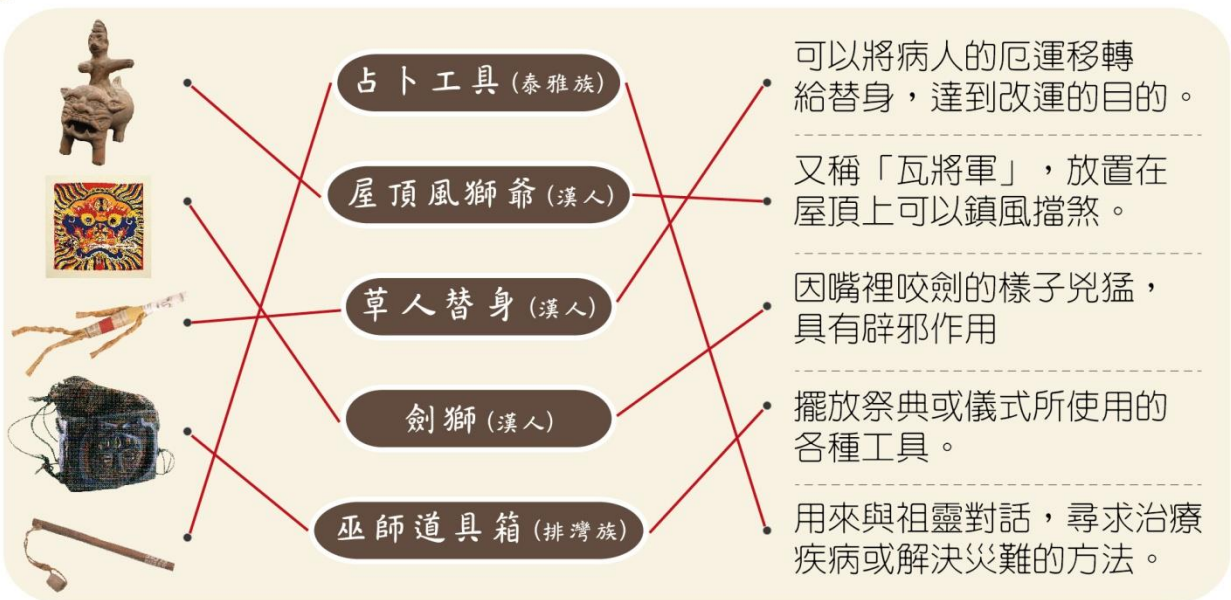 占卜工具(泰雅族)
屋頂風獅爺(漢人)
草人替身(漢人)
劍獅(漢人)
巫師道具箱(排灣族)
可以將病人的厄運移轉
給替身，達到改運的目的。
又稱「瓦將軍」，放置在
屋頂上可以鎮風擋煞。
因嘴裡咬劍的樣子兇猛，
具有辟邪作用
擺放祭典或儀式所使用的
各種工具。
用來與祖靈對話，尋求治療
疾病或解決災難的方法。